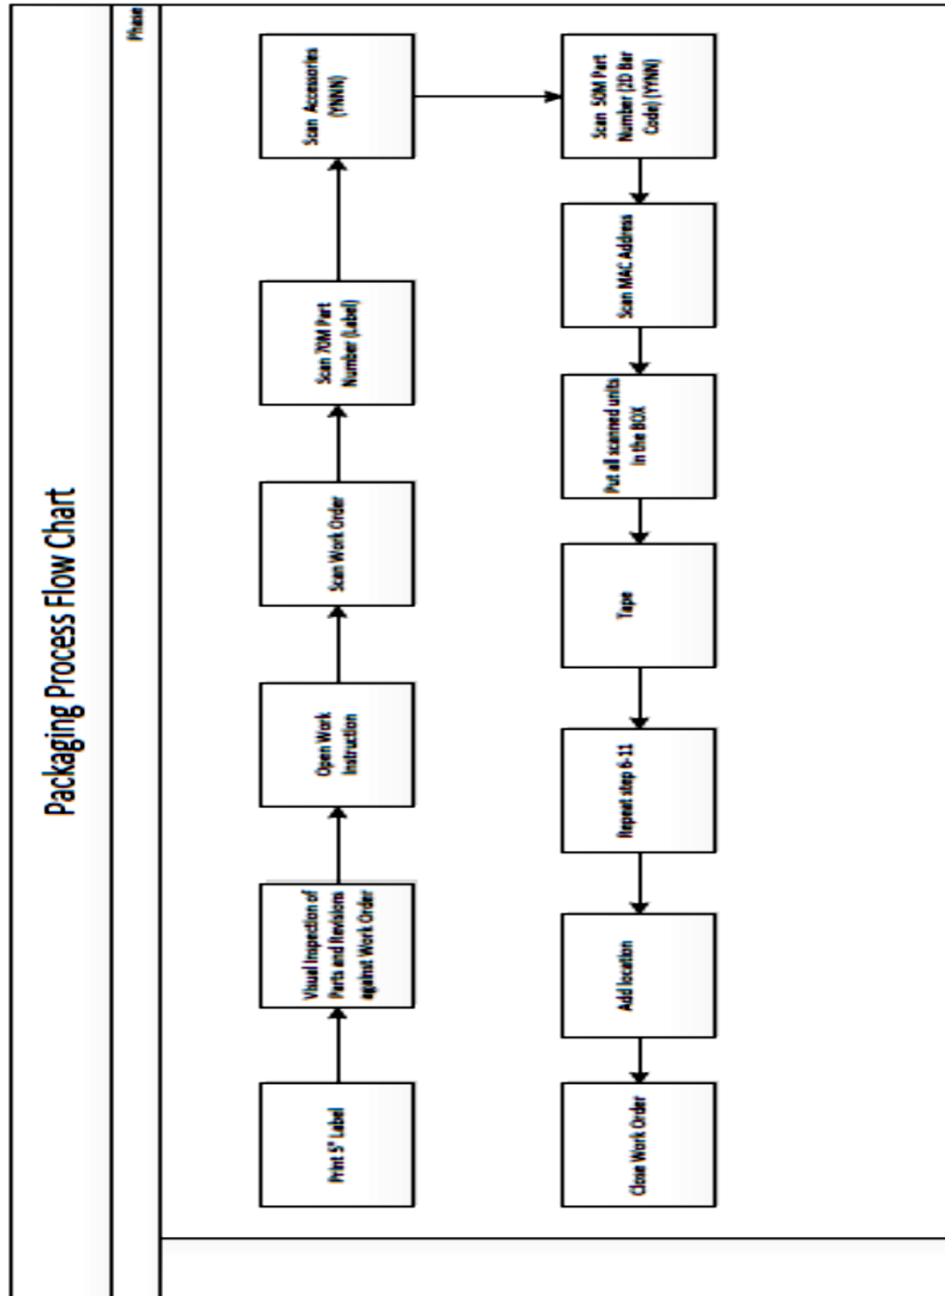 Packaging Process Flow Chart
Phase
Print 5" Label
Visual Inspection of
Parts and Revisions
against Work Order
Open Work
Instruction
Scan Work Order
Scan 70M Part
Number (Label)
Scan Accessories
(YNNN)
Scan 50M Part
Number (2D Bar
Code) (YYNN)
Scan MAC Address
Put all scanned units
in the BOX
Tape
Repeat step 6-11
Add location
Close Work Order